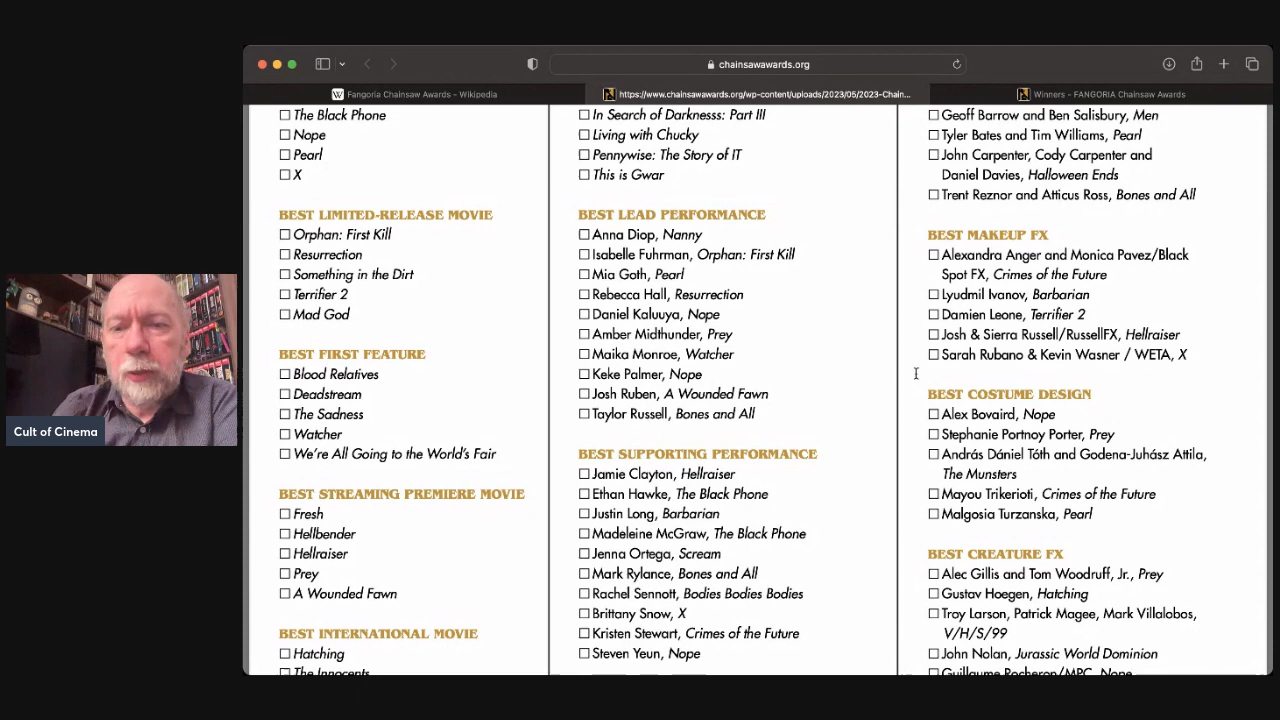 chainsawawards.org
Fangoria Chainsaw Awards – Wikipedia
https://www.chainsawawards.org/wp-content/uploads/2023/05/2023-Chain...
Winners – FANGORIA Chainsaw Awards
The Black Phone
Nope
Pearl
X
BEST LIMITED-RELEASE MOVIE
Orphan: First Kill
Resurrection
Something in the Dirt
Terrifier 2
Mad God
BEST FIRST FEATURE
Blood Relatives
Deadstream
The Sadness
Watcher
We're All Going to the World's Fair
BEST STREAMING PREMIERE MOVIE
Fresh
Hellbender
Hellraiser
Prey
A Wounded Fawn
BEST INTERNATIONAL MOVIE
Hatching
The Innocents
In Search of Darknesss: Part III
Living with Chucky
Pennywise: The Story of IT
This is Gwar
BEST LEAD PERFORMANCE
Anna Diop, Nanny
Isabelle Fuhrman, Orphan: First Kill
Mia Goth, Pearl
Rebecca Hall, Resurrection
Daniel Kaluuya, Nope
Amber Midthunder, Prey
Maika Monroe, Watcher
Keke Palmer, Nope
Josh Ruben, A Wounded Fawn
Taylor Russell, Bones and All
BEST SUPPORTING PERFORMANCE
Jamie Clayton, Hellraiser
Ethan Hawke, The Black Phone
Justin Long, Barbarian
Madeleine McGraw, The Black Phone
Jenna Ortega, Scream
Mark Rylance, Bones and All
Rachel Sennott, Bodies Bodies Bodies
Brittany Snow, X
Kristen Stewart, Crimes of the Future
Steven Yeun, Nope
Geoff Barrow and Ben Salisbury, Men
Tyler Bates and Tim Williams, Pearl
John Carpenter, Cody Carpenter and
Daniel Davies, Halloween Ends
Trent Reznor and Atticus Ross, Bones and All
BEST MAKEUP FX
Alexandra Anger and Monica Pavez/Black
Spot FX, Crimes of the Future
Lyudmil Ivanov, Barbarian
Damien Leone, Terrifier 2
Josh & Sierra Russell/RussellFX, Hellraiser
Sarah Rubano & Kevin Wasner / WETA, X
BEST COSTUME DESIGN
Alex Bovaird, Nope
Stephanie Portnoy Porter, Prey
András Dániel Tóth and Godena-Juhász Attila,
The Munsters
Mayou Trikerioti, Crimes of the Future
Malgosia Turzanska, Pearl
BEST CREATURE FX
Alec Gillis and Tom Woodruff, Jr., Prey
Gustav Hoegen, Hatching
Troy Larson, Patrick Magee, Mark Villalobos,
V/H/S/99
John Nolan, Jurassic World Dominion
Guillaume Rocheron/MPC, Nope
Cult of Cinema